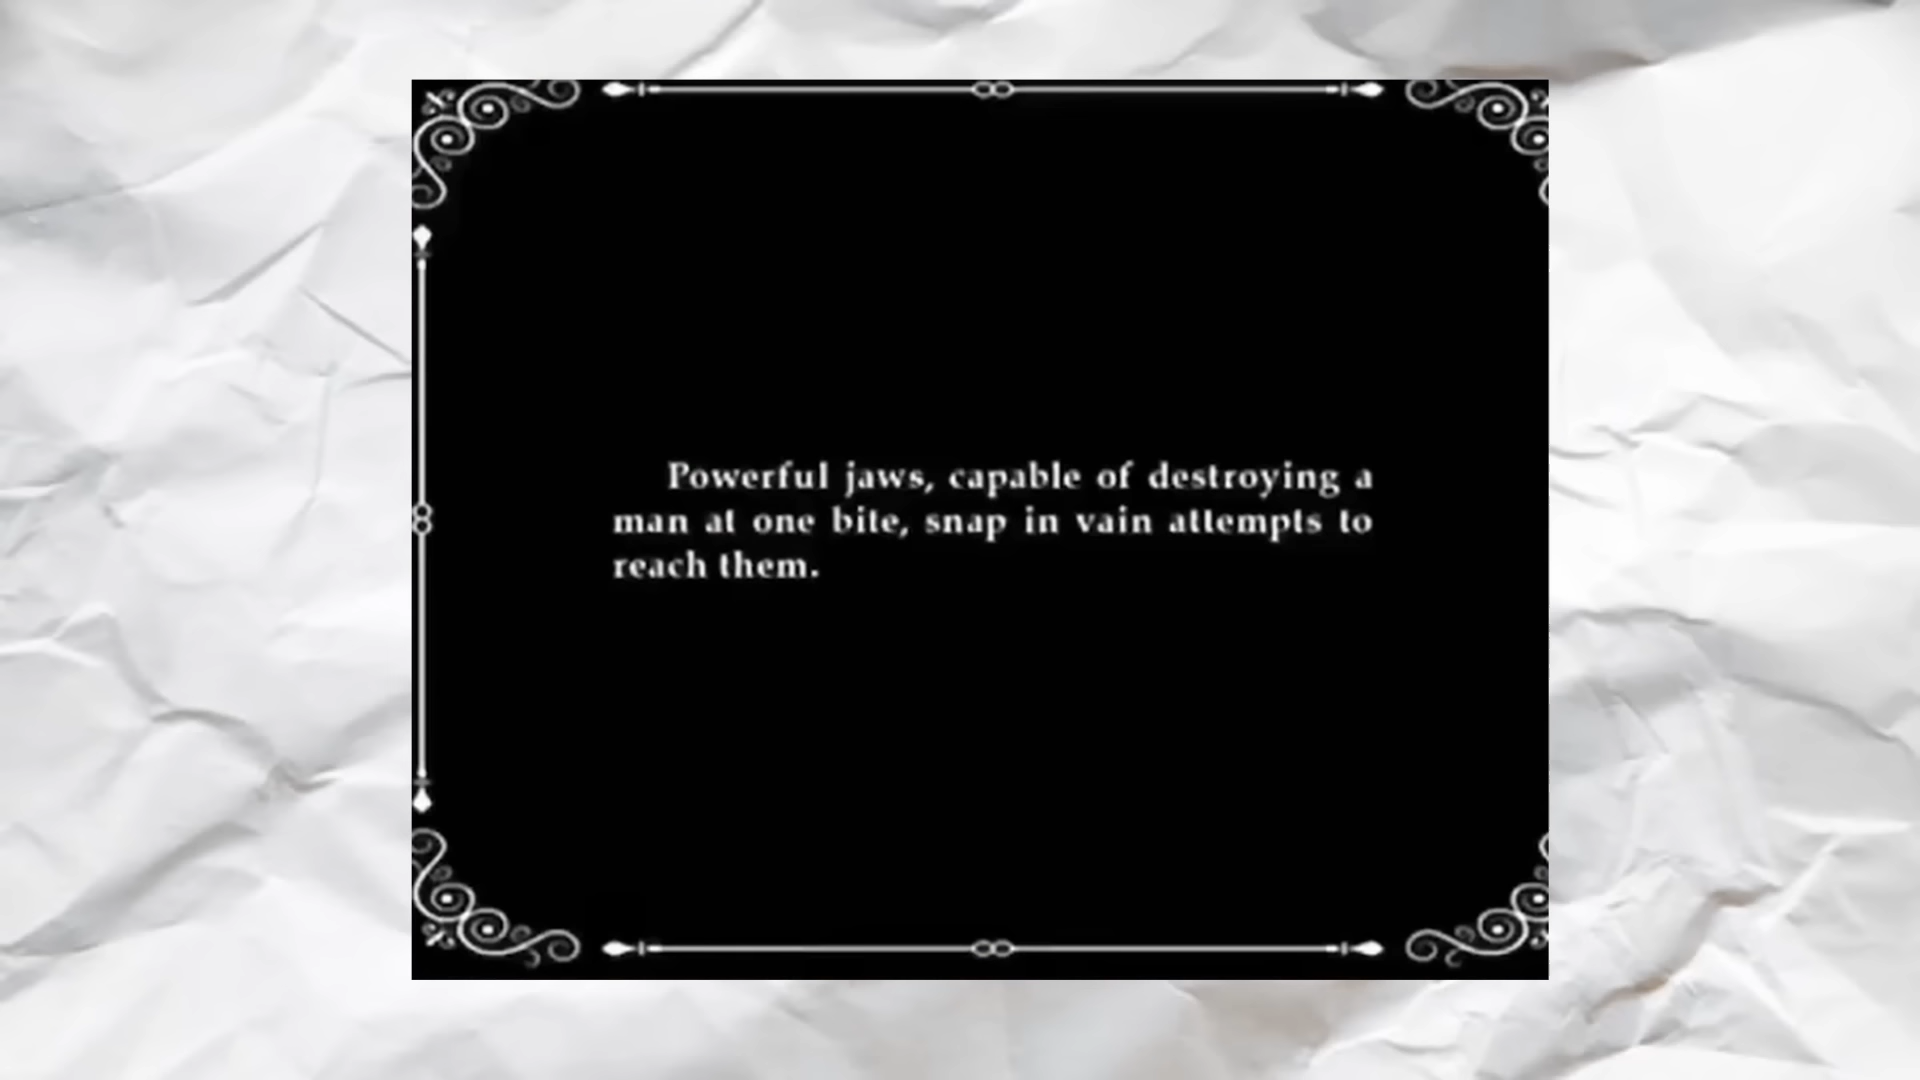 Powerful jaws, capable of destroying a
man at one bite, snap in vain attempts to
reach them.